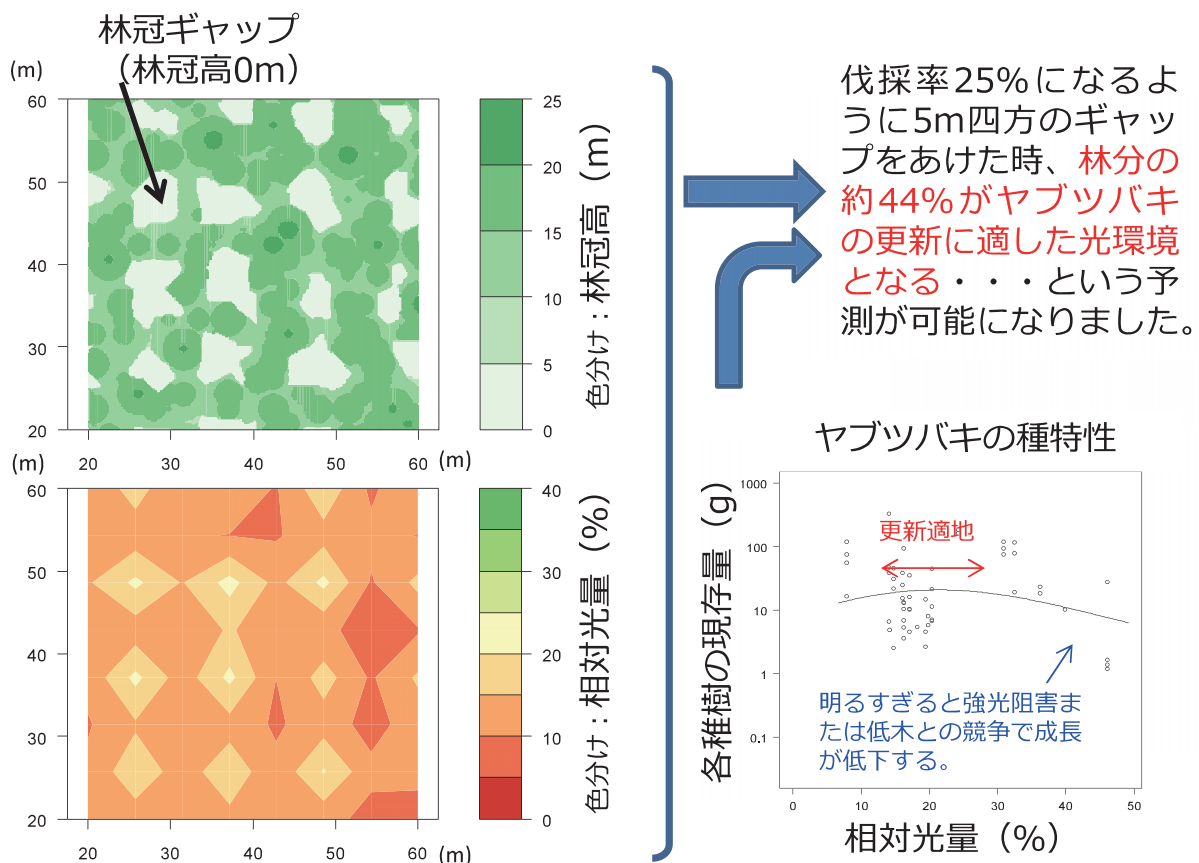 林冠ギャップ
（林冠高0m）
(m)
60
50
40
30
20
20
30
40
50
60
(m)
25
20
15
10
5
0
色分け：林冠高（m）
(m)
60
50
40
30
20
20
30
40
50
60
(m)
40
30
20
10
0
色分け：相対光量（%）
伐採率25%になるよ
うに5m四方のギャッ
プをあけた時、林分の
約44%がヤブツバキ
の更新に適した光環境
となる・・・という予
測が可能になりました。
ヤブツバキの種特性
各稚樹の現存量（g）
1000
100
10
1
0.1
更新適地
明るすぎると強光阻害ま
たは低木との競争で成長
が低下する。
0
10
20
30
40
50
相対光量（%）